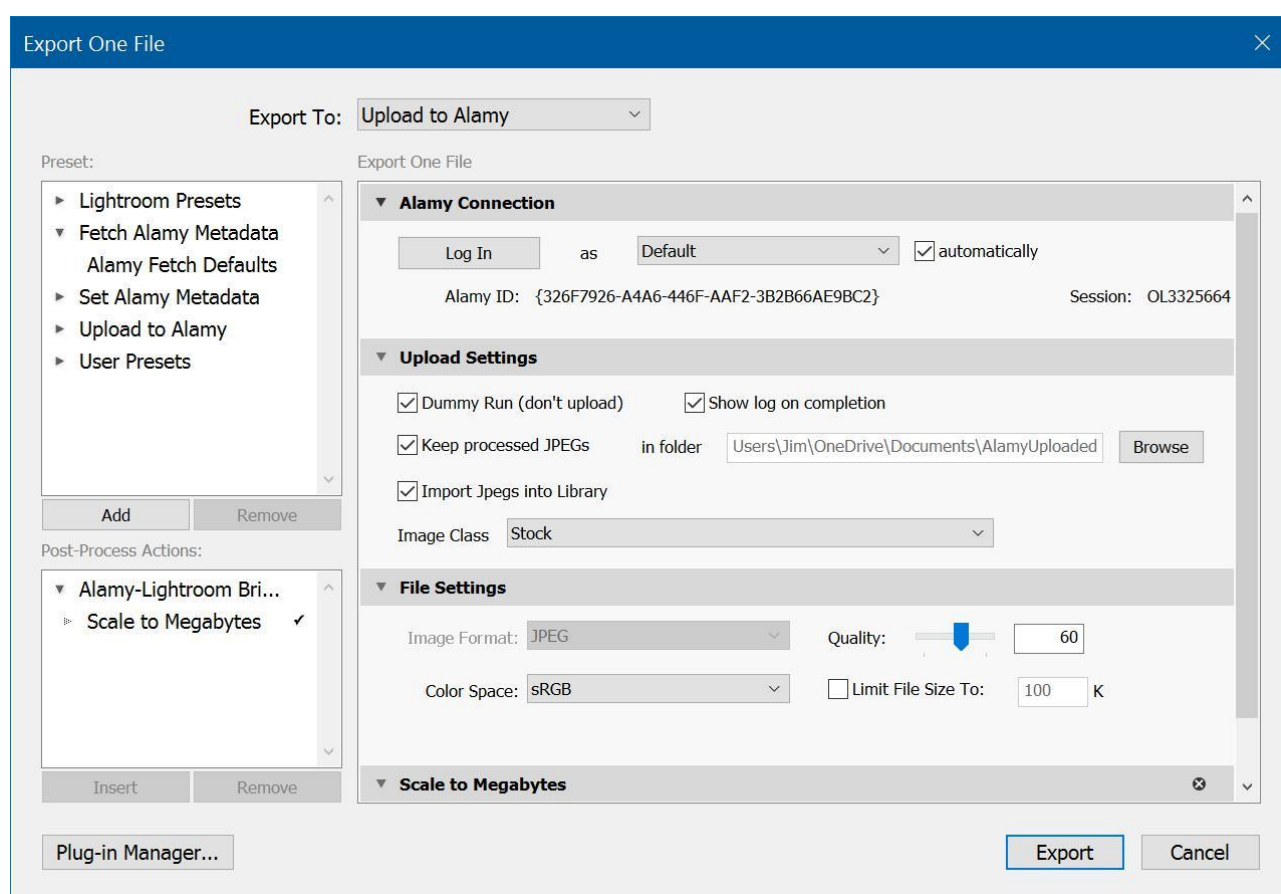 Export One File
Export To: Upload to Alamy
Preset:
Lightroom Presets
Fetch Alamy Metadata
Alamy Fetch Defaults
Set Alamy Metadata
Upload to Alamy
User Presets
Add Remove
Post-Process Actions:
Alamy-Lightroom Bri...
Scale to Megabytes
Insert Remove
Export One File
Alamy Connection
Log In as Default automatically
Alamy ID: {326F7926-A4A6-446F-AAF2-3B2B66AE9BC2} Session: OL3325664
Upload Settings
Dummy Run (don't upload) Show log on completion
Keep processed JPEGs in folder Users\Jim\OneDrive\Documents\AlamyUploaded Browse
Import Jpegs into Library
Image Class Stock
File Settings
Image Format: JPEG Quality: 60
Color Space: sRGB Limit File Size To: 100 K
Scale to Megabytes
Plug-in Manager... Export Cancel